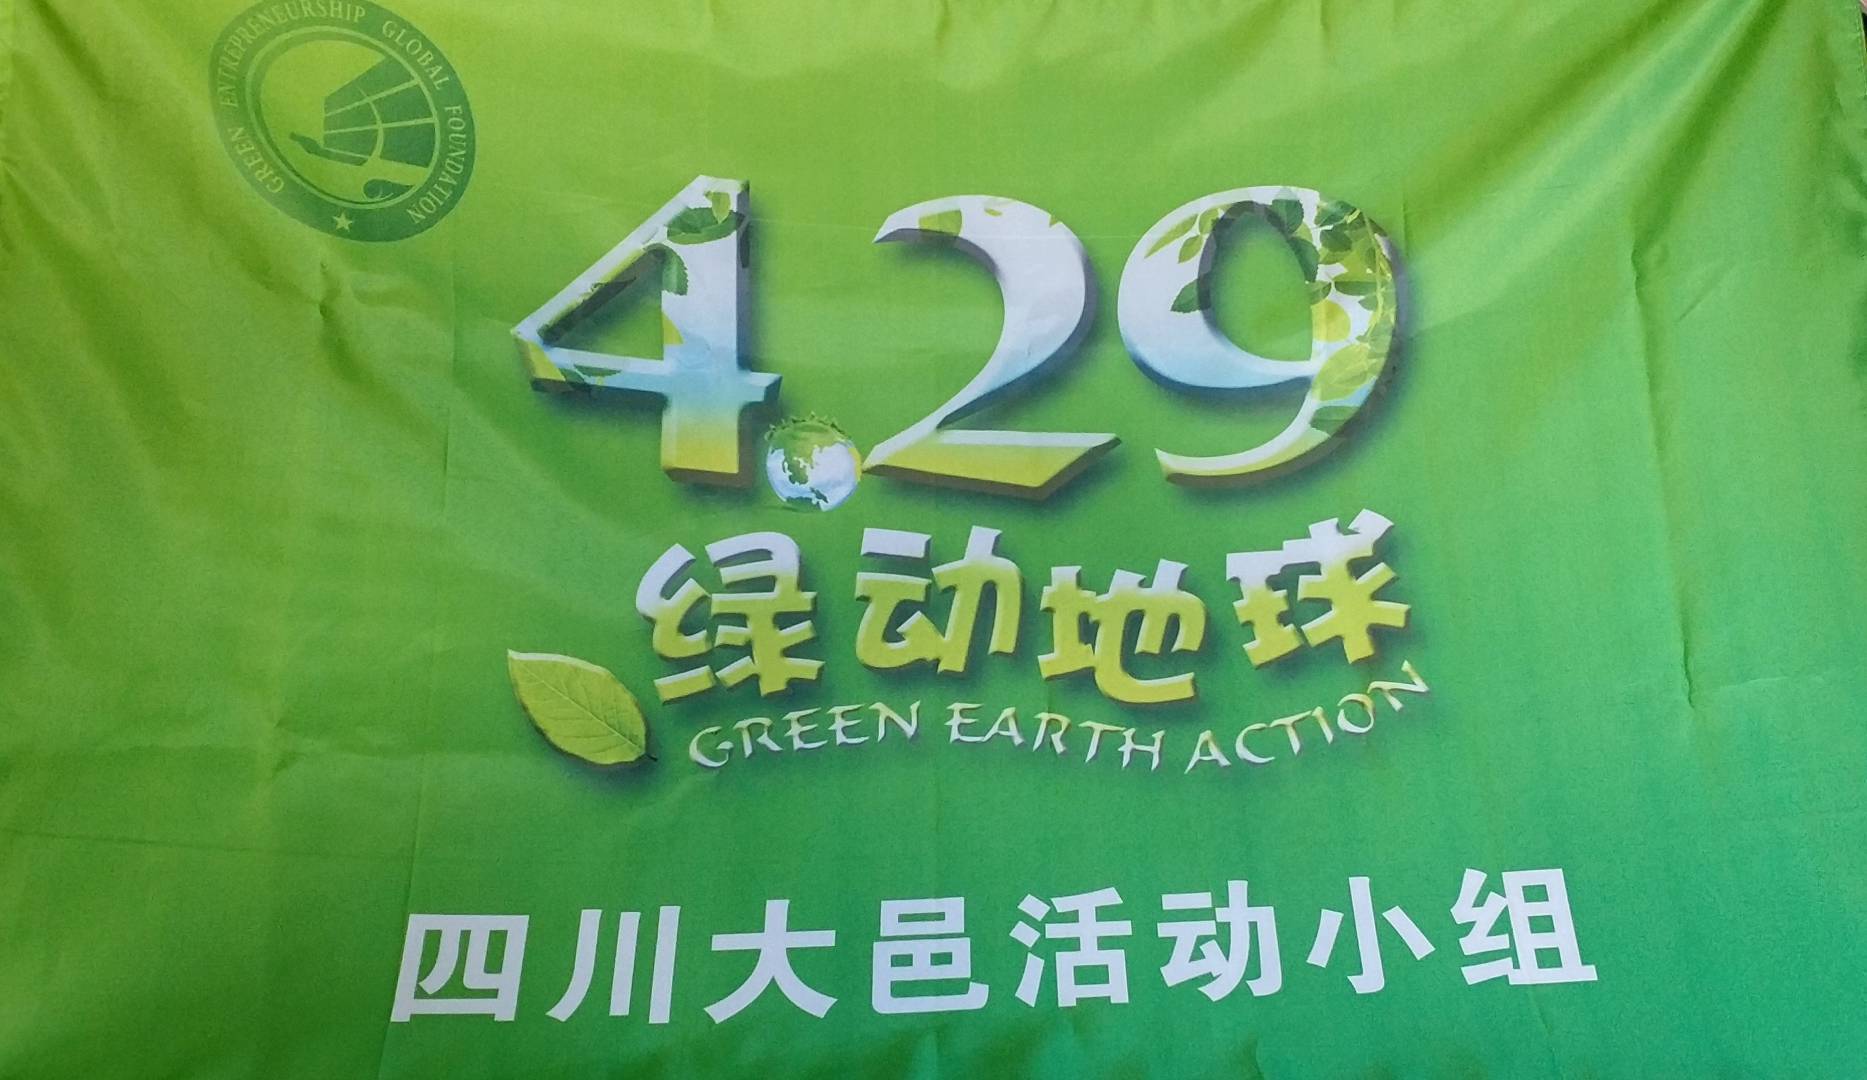 GREEN ENTREPRENEURSHIP GLOBAL FOUNDATION
4.29
绿动地球
GREEN EARTH ACTION
四川大邑活动小组